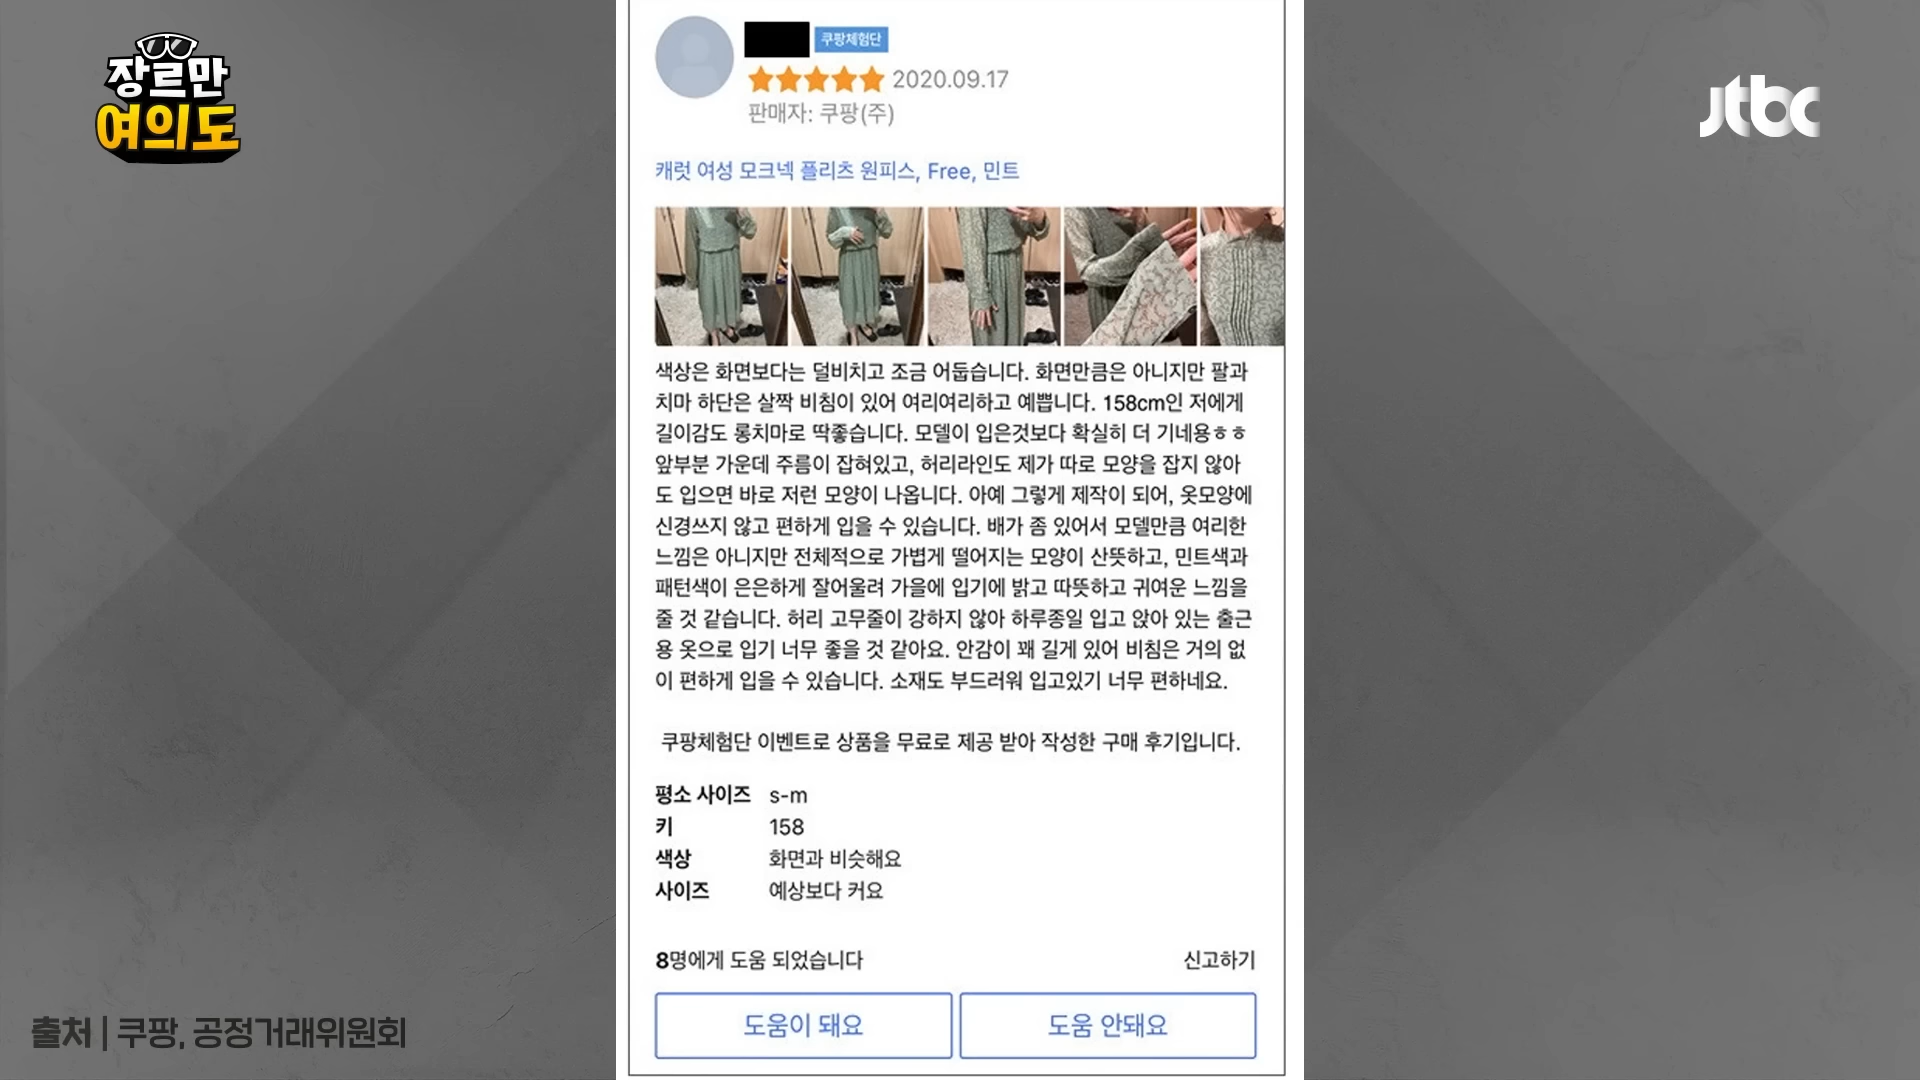 장르만
여의도
jtbc
쿠팡체험단
2020.09.17
판매자: 쿠팡(주)
캐럿 여성 모크넥 플리츠 원피스, Free, 민트
색상은 화면보다는 덜비치고 조금 어둡습니다. 화면만큼은 아니지만 팔과
치마 하단은 살짝 비침이 있어 여리여리하고 예쁩니다. 158cm인 저에게
길이감도 롱치마로 딱좋습니다. 모델이 입은것보다 확실히 더 기네용ㅎㅎ
앞부분 가운데 주름이 잡혀있고, 허리라인도 제가 따로 모양을 잡지 않아
도 입으면 바로 저런 모양이 나옵니다. 아예 그렇게 제작이 되어, 옷모양에
신경쓰지 않고 편하게 입을 수 있습니다. 배가 좀 있어서 모델만큼 여리한
느낌은 아니지만 전체적으로 가볍게 떨어지는 모양이 산뜻하고, 민트색과
패턴색이 은은하게 잘어울려 가을에 입기에 밝고 따뜻하고 귀여운 느낌을
줄 것 같습니다. 허리 고무줄이 강하지 않아 하루종일 입고 앉아 있는 출근
용 옷으로 입기 너무 좋을 것 같아요. 안감이 꽤 길게 있어 비침은 거의 없
이 편하게 입을 수 있습니다. 소재도 부드러워 입고있기 너무 편하네요.
쿠팡체험단 이벤트로 상품을 무료로 제공 받아 작성한 구매 후기입니다.
평소 사이즈 s-m
키 158
색상 화면과 비슷해요
사이즈 예상보다 커요
8명에게 도움 되었습니다 신고하기
도움이 돼요 도움 안돼요
출처 | 쿠팡, 공정거래위원회